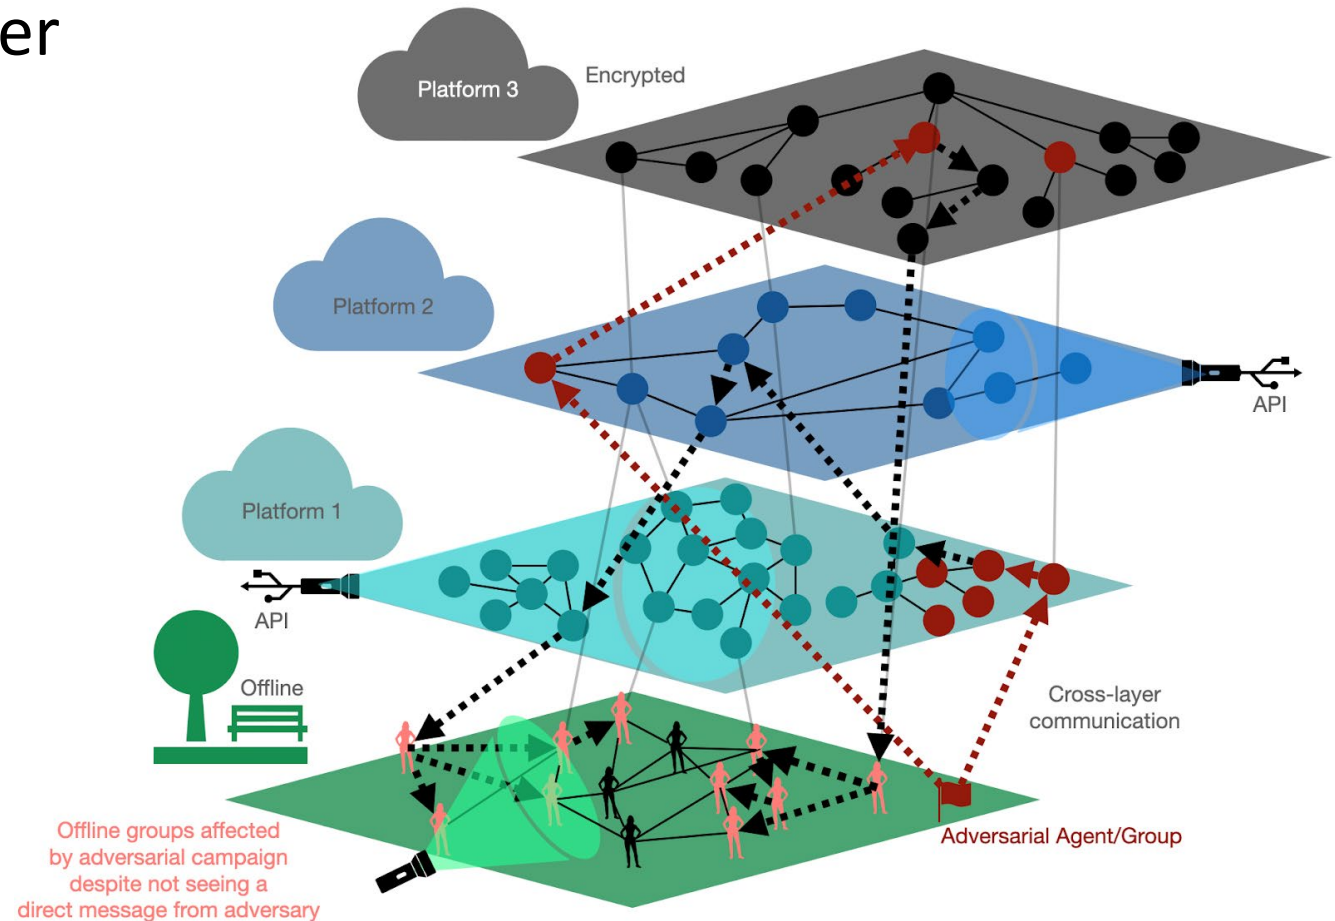 er
Platform 3
Encrypted
Platform 2
API
Platform 1
API
Offline
Cross-layer
communication
Adversarial Agent/Group
Offline groups affected
by adversarial campaign
despite not seeing a
direct message from adversary